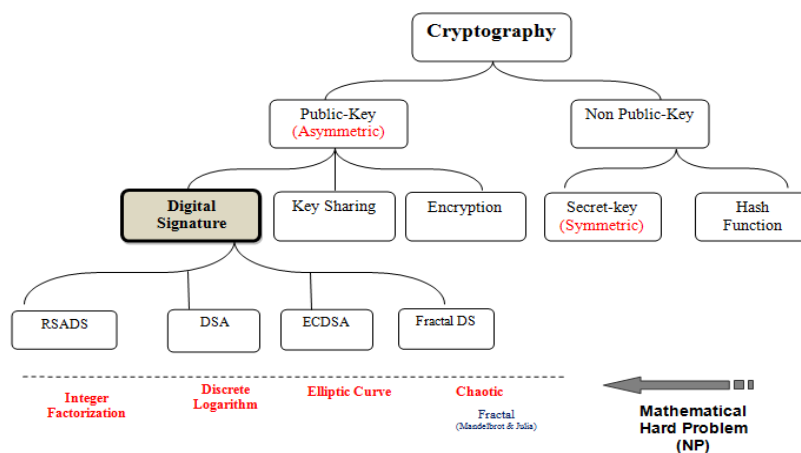 Cryptography
Public-Key
(Asymmetric)
Non Public-Key
Digital
Signature
Key Sharing
Encryption
Secret-key
(Symmetric)
Hash
Function
RSADS
DSA
ECDSA
Fractal DS
Integer
Factorization
Discrete
Logarithm
Elliptic Curve
Chaotic
Fractal
(Mandelbrot & Julia)
Mathematical
Hard Problem
(NP)